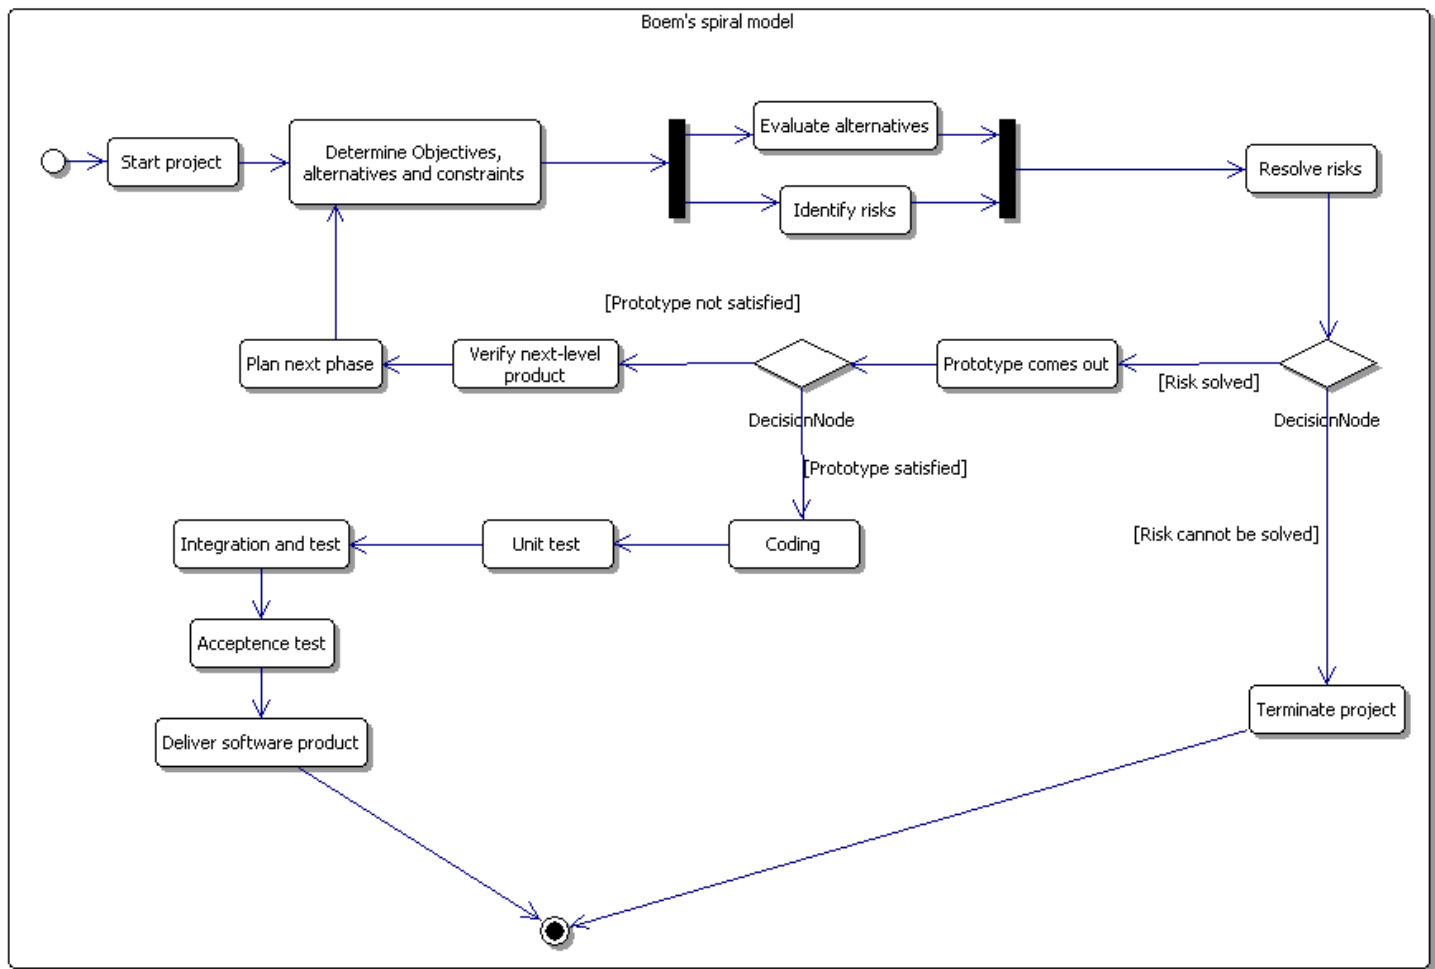 Boem's spiral model
Start project
Determine Objectives,
alternatives and constraints
Evaluate alternatives
Identify risks
Resolve risks
[Prototype not satisfied]
Plan next phase
Verify next-level
product
Prototype comes out
[Risk solved]
DecisionNode
DecisionNode
[Prototype satisfied]
Integration and test
Unit test
Coding
[Risk cannot be solved]
Acceptence test
Terminate project
Deliver software product